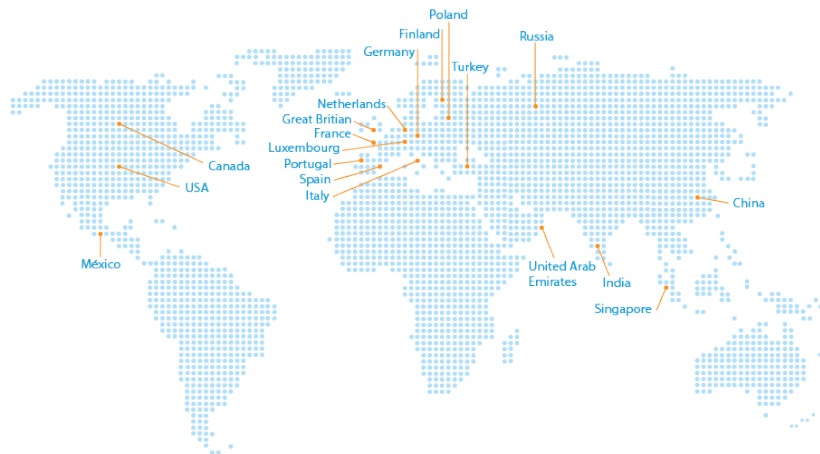 Poland
Finland
Russia
Germany
Turkey
Netherlands
Great Britian
France
Luxembourg
Portugal
Spain
Italy
Canada
USA
China
México
United Arab
Emirates
India
Singapore